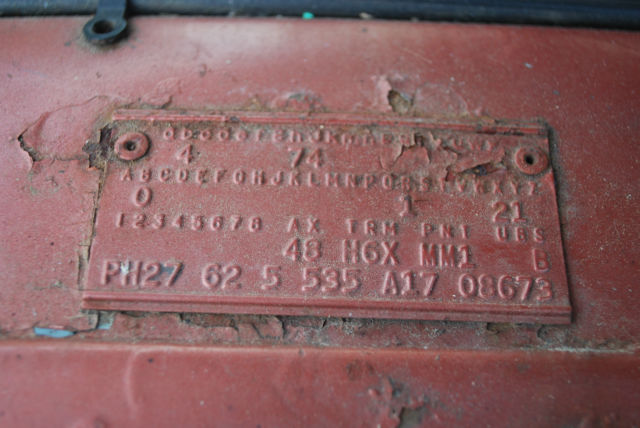 4 74
ABCDEFGHJKLMNPQRSTVWXYZ
0 1 21
12345678 AX TRM PNT UBS
48 H6X MM1 B
PH27 62 5 535 A17 08673